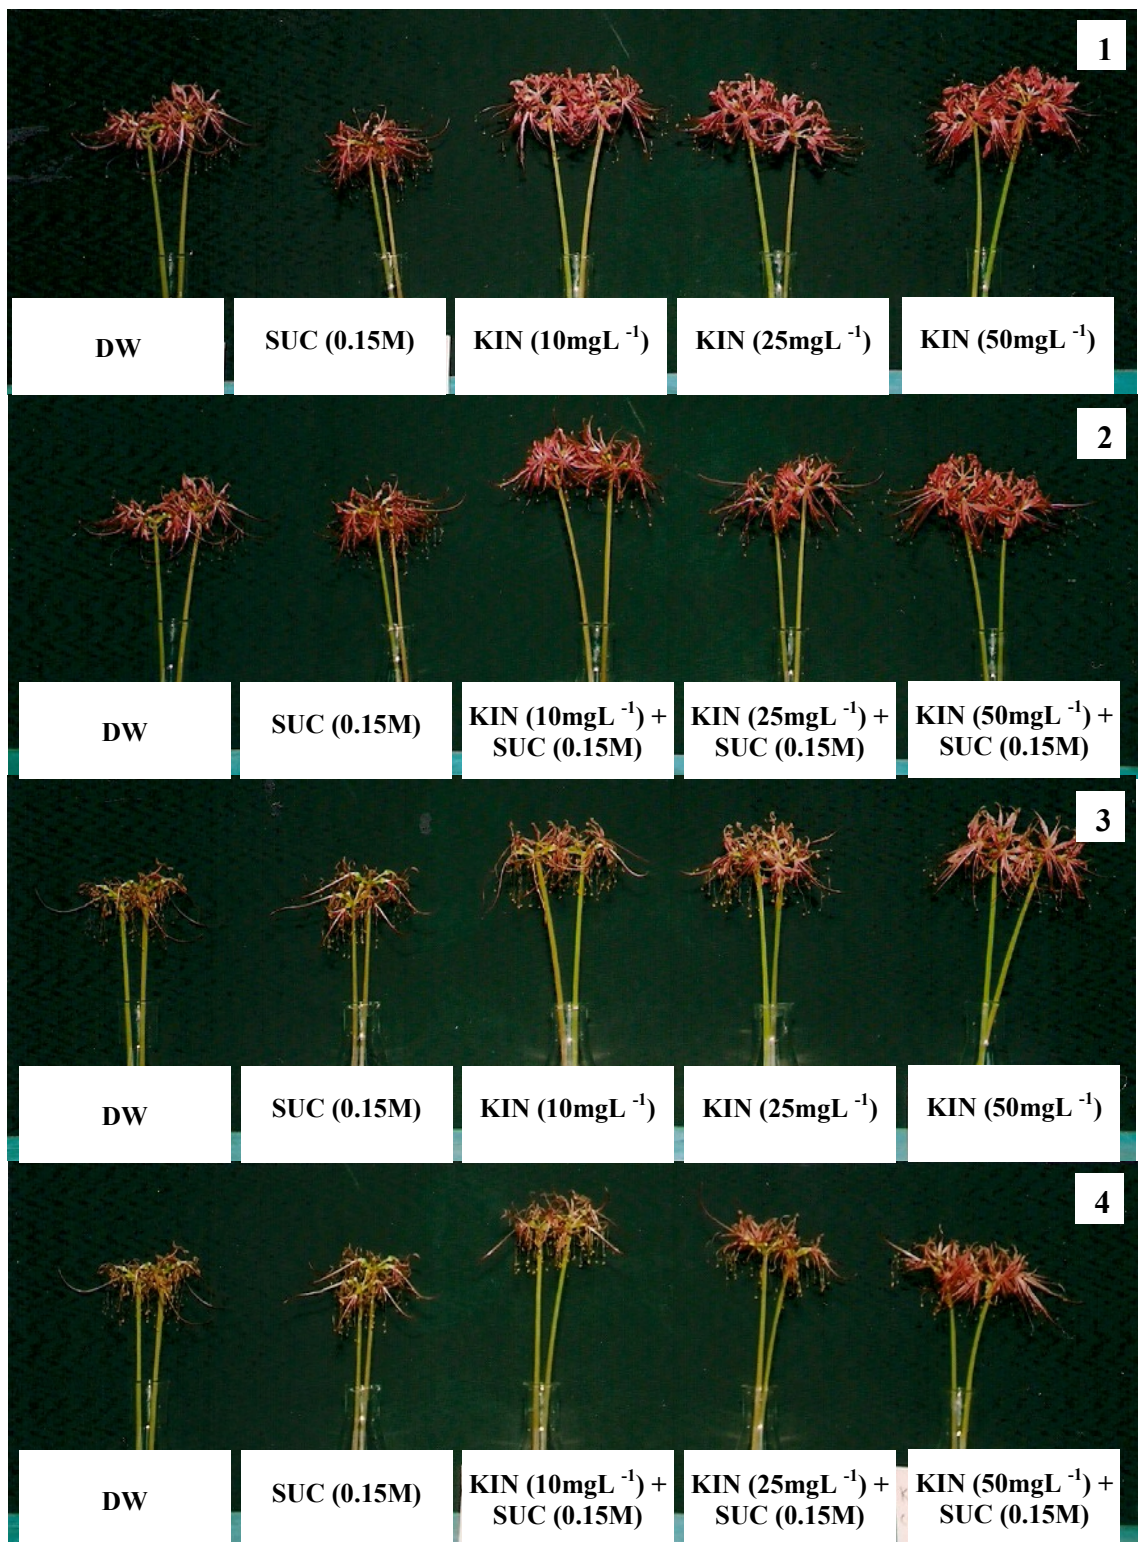 1
DW
SUC (0.15M)
KIN (10mgL -1)
KIN (25mgL -1)
KIN (50mgL -1)
2
DW
SUC (0.15M)
KIN (10mgL -1) +
SUC (0.15M)
KIN (25mgL -1) +
SUC (0.15M)
KIN (50mgL -1) +
SUC (0.15M)
3
DW
SUC (0.15M)
KIN (10mgL -1)
KIN (25mgL -1)
KIN (50mgL -1)
4
DW
SUC (0.15M)
KIN (10mgL -1) +
SUC (0.15M)
KIN (25mgL -1) +
SUC (0.15M)
KIN (50mgL -1) +
SUC (0.15M)